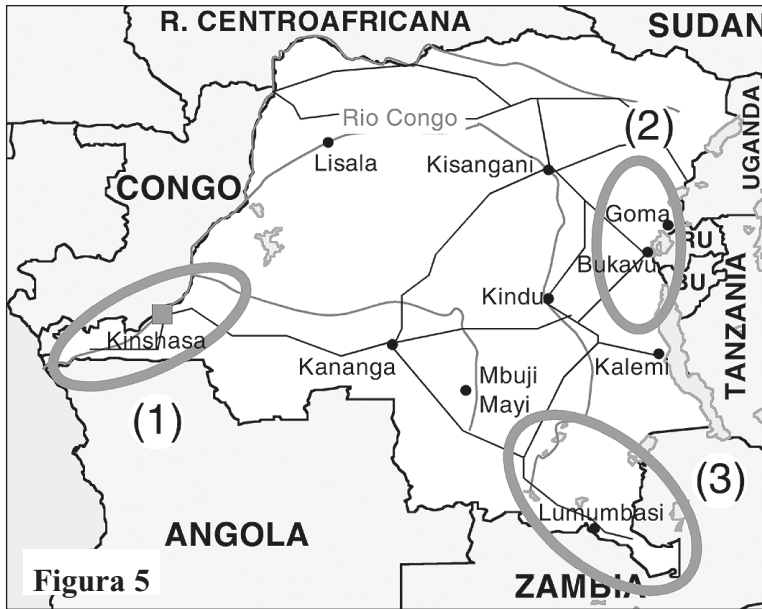 R. CENTROAFRICANA
SUDAN
UGANDA
(2)
Rio Congo
Lisala
Kisangani
CONGO
Goma
RU
Bukavu
BU
TANZANIA
Kindu
Kinshasa
Kananga
Kalemi
Mbuji
Mayi
(1)
(3)
Lumumbasi
ANGOLA
Figura 5
ZAMBIA